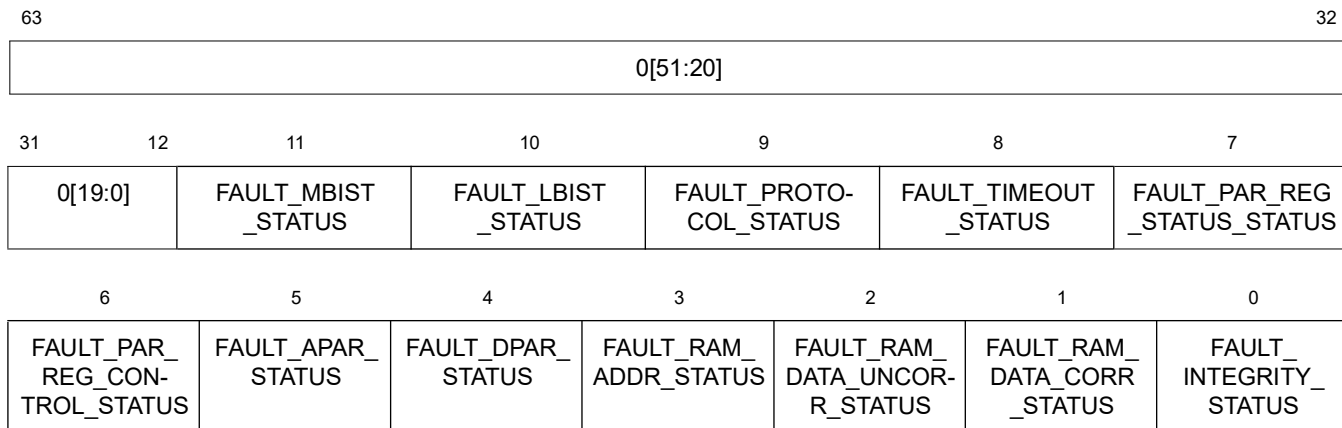 63 32
0[51:20]
31 12 11 10 9 8 7
0[19:0] FAULT_MBIST FAULT_LBIST FAULT_PROTO- FAULT_TIMEOUT FAULT_PAR_REG
_STATUS _STATUS COL_STATUS _STATUS _STATUS_STATUS
6 5 4 3 2 1 0
FAULT_PAR_ FAULT_APAR_ FAULT_DPAR_ FAULT_RAM_ FAULT_RAM_ FAULT_RAM_ FAULT_
REG_CON- STATUS STATUS ADDR_STATUS DATA_UNCOR- DATA_CORR INTEGRITY_
TROL_STATUS R_STATUS _STATUS STATUS